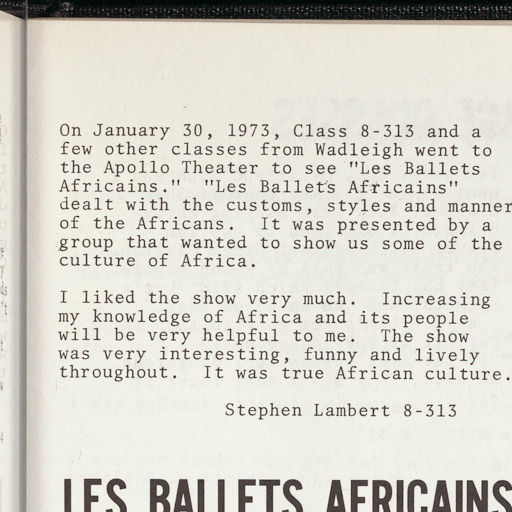 On January 30, 1973, Class 8-313 and a
few other classes from Wadleigh went to
the Apollo Theater to see "Les Ballets
Africains." "Les Ballets Africains"
dealt with the customs, styles and manner
of the Africans. It was presented by a
group that wanted to show us some of the
culture of Africa.
I liked the show very much. Increasing
my knowledge of Africa and its people
will be very helpful to me. The show
was very interesting, funny and lively
throughout. It was true African culture.
Stephen Lambert 8-313
LES BALLETS AFRICAINS